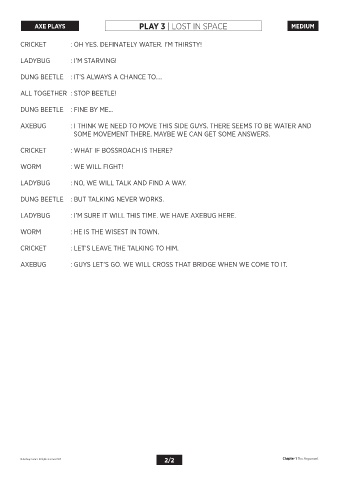 AXE PLAYS
PLAY 3 | LOST IN SPACE
MEDIUM
CRICKET : OH YES. DEFINATELY WATER. I'M THIRSTY!
LADYBUG : I'M STARVING!
DUNG BEETLE : IT'S ALWAYS A CHANCE TO....
ALL TOGETHER : STOP BEETLE!
DUNG BEETLE : FINE BY ME...
AXEBUG : I THINK WE NEED TO MOVE THIS SIDE GUYS. THERE SEEMS TO BE WATER AND
SOME MOVEMENT THERE. MAYBE WE CAN GET SOME ANSWERS.
CRICKET : WHAT IF BOSSROACH IS THERE?
WORM : WE WILL FIGHT!
LADYBUG : NO, WE WILL TALK AND FIND A WAY.
DUNG BEETLE : BUT TALKING NEVER WORKS.
LADYBUG : I'M SURE IT WILL THIS TIME. WE HAVE AXEBUG HERE.
WORM : HE IS THE WISEST IN TOWN.
CRICKET : LET'S LEAVE THE TALKING TO HIM.
AXEBUG : GUYS LET'S GO. WE WILL CROSS THAT BRIDGE WHEN WE COME TO IT.
2/2